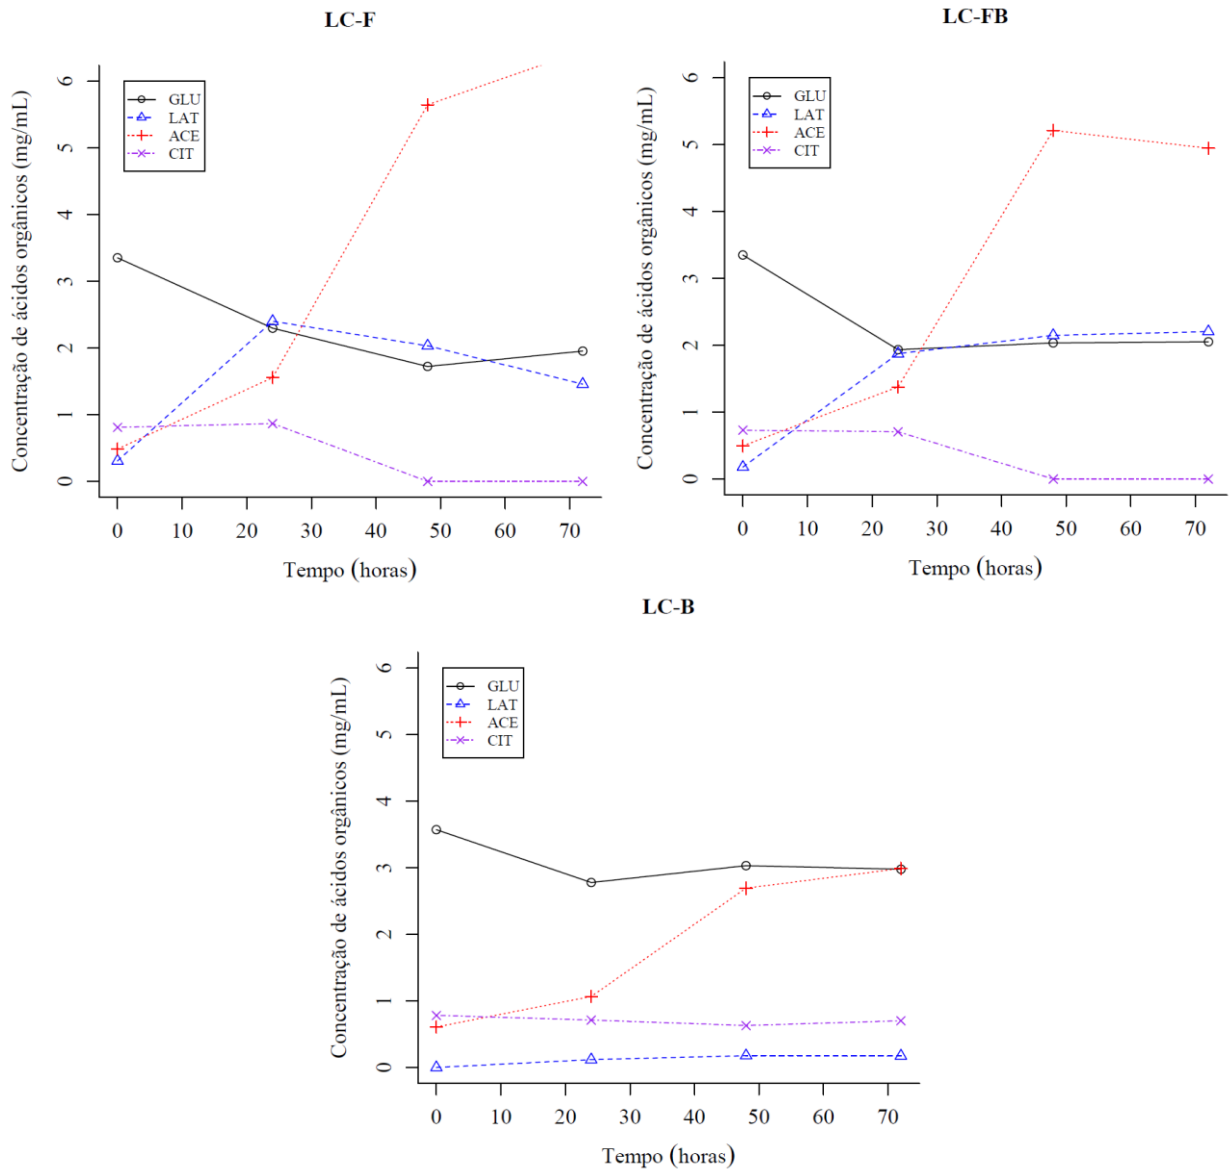 LC-F
Concentração de ácidos orgânicos (mg/mL)
6
5
4
3
2
1
0
GLU
LAT
ACE
CIT
0 10 20 30 40 50 60 70
Tempo (horas)
LC-FB
Concentração de ácidos orgânicos (mg/mL)
6
5
4
3
2
1
0
GLU
LAT
ACE
CIT
0 10 20 30 40 50 60 70
Tempo (horas)
LC-B
Concentração de ácidos orgânicos (mg/mL)
6
5
4
3
2
1
0
GLU
LAT
ACE
CIT
0 10 20 30 40 50 60 70
Tempo (horas)